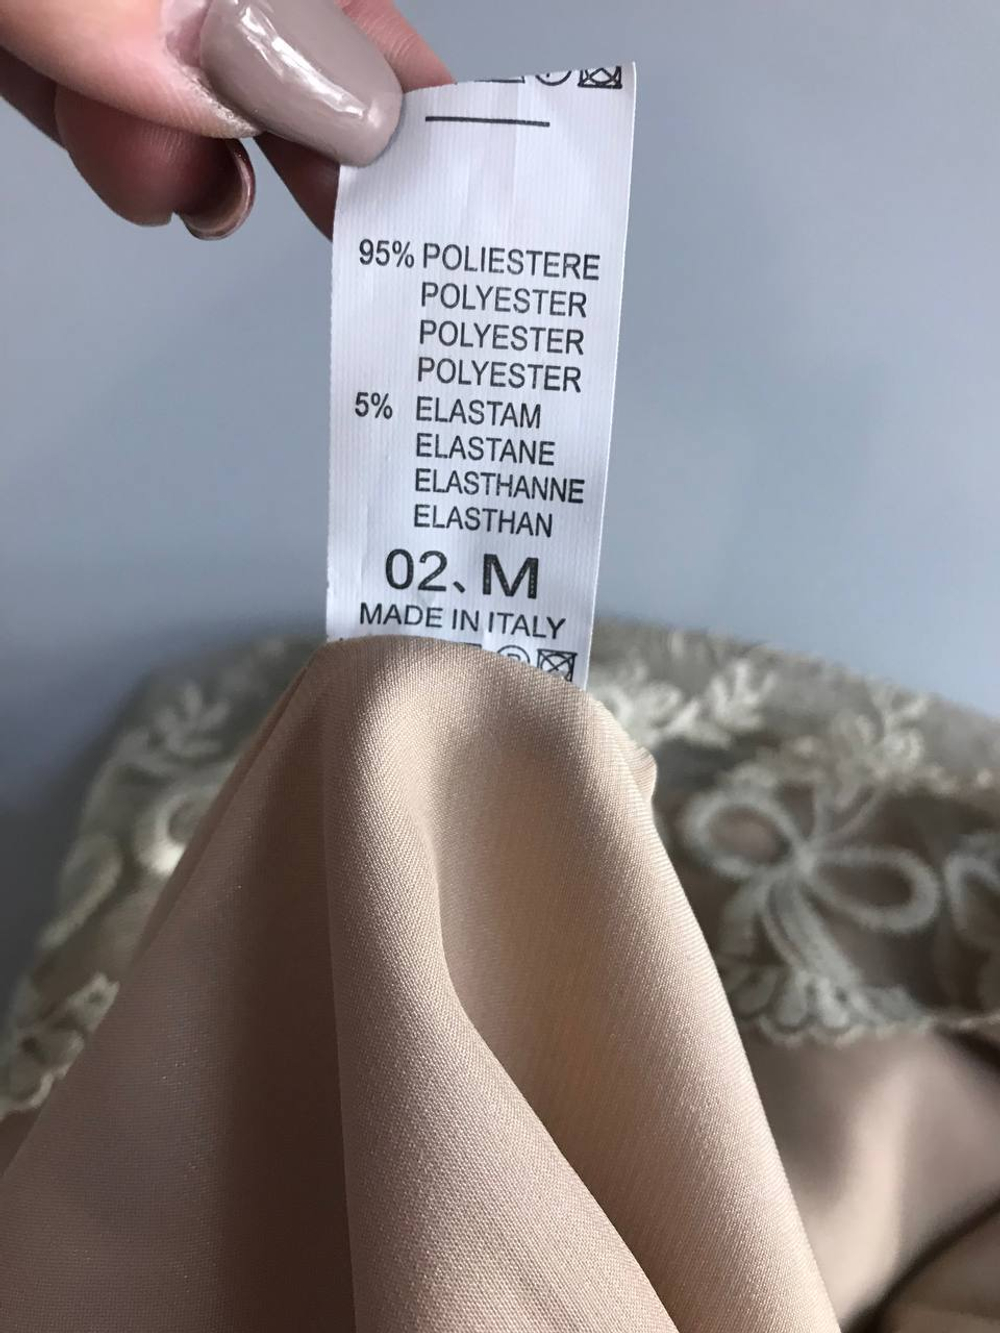 95% POLIESTERE
POLYESTER
POLYESTER
POLYESTER
5% ELASTAM
ELASTANE
ELASTHANNE
ELASTHAN
02、M
MADE IN ITALY